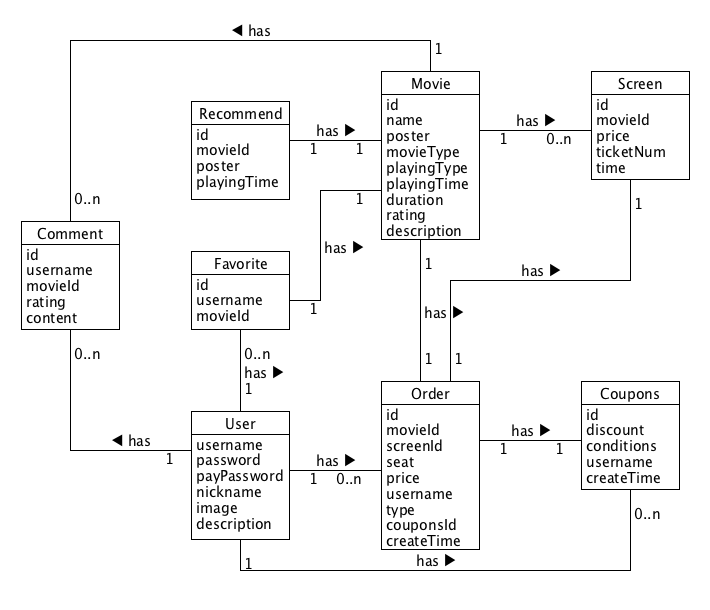 ◀ has
1
Movie
id
name
poster
movieType
playingType
playingTime
duration
rating
description
Screen
id
movieId
price
ticketNum
time
Recommend
id
movieId
poster
playingTime
has ▶
1 1
has ▶
1 0..n
0..n
1
1
Comment
id
username
movieId
rating
content
Favorite
id
username
movieId
has ▶
1
1
has ▶
has ▶
0..n
0..n
has ▶
1
1 1
Order
id
movieId
screenId
seat
price
username
type
couponsId
createTime
Coupons
id
discount
conditions
username
createTime
User
username
password
payPassword
nickname
image
description
◀ has
1
has ▶
1 0..n
has ▶
1 1
0..n
1
has ▶